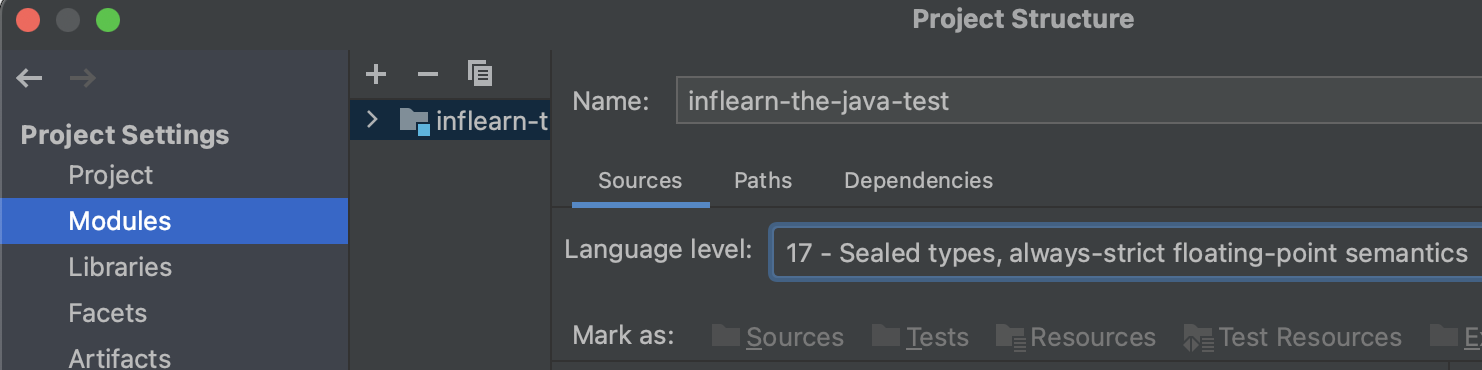 Project Structure
Project Settings
Project
Modules
Libraries
Facets
Artifacts
inflearn-t
Name: inflearn-the-java-test
Sources Paths Dependencies
Language level: 17 - Sealed types, always-strict floating-point semantics
Mark as: Sources Tests Resources Test Resources E